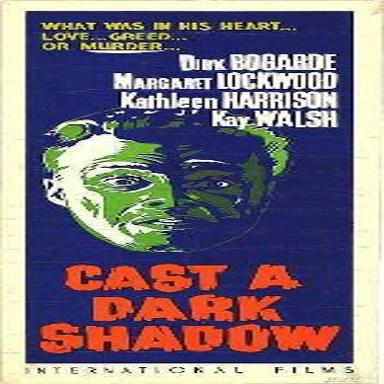 WHAT WAS IN HIS HEART...
LOVE...GREED...
OR MURDER...
DIRK BOGARDE
MARGARET LOCKWOOD
Kathleen HARRISON
Kay WALSH
CAST A
DARK
SHADOW
INTERNATIONAL FILMS